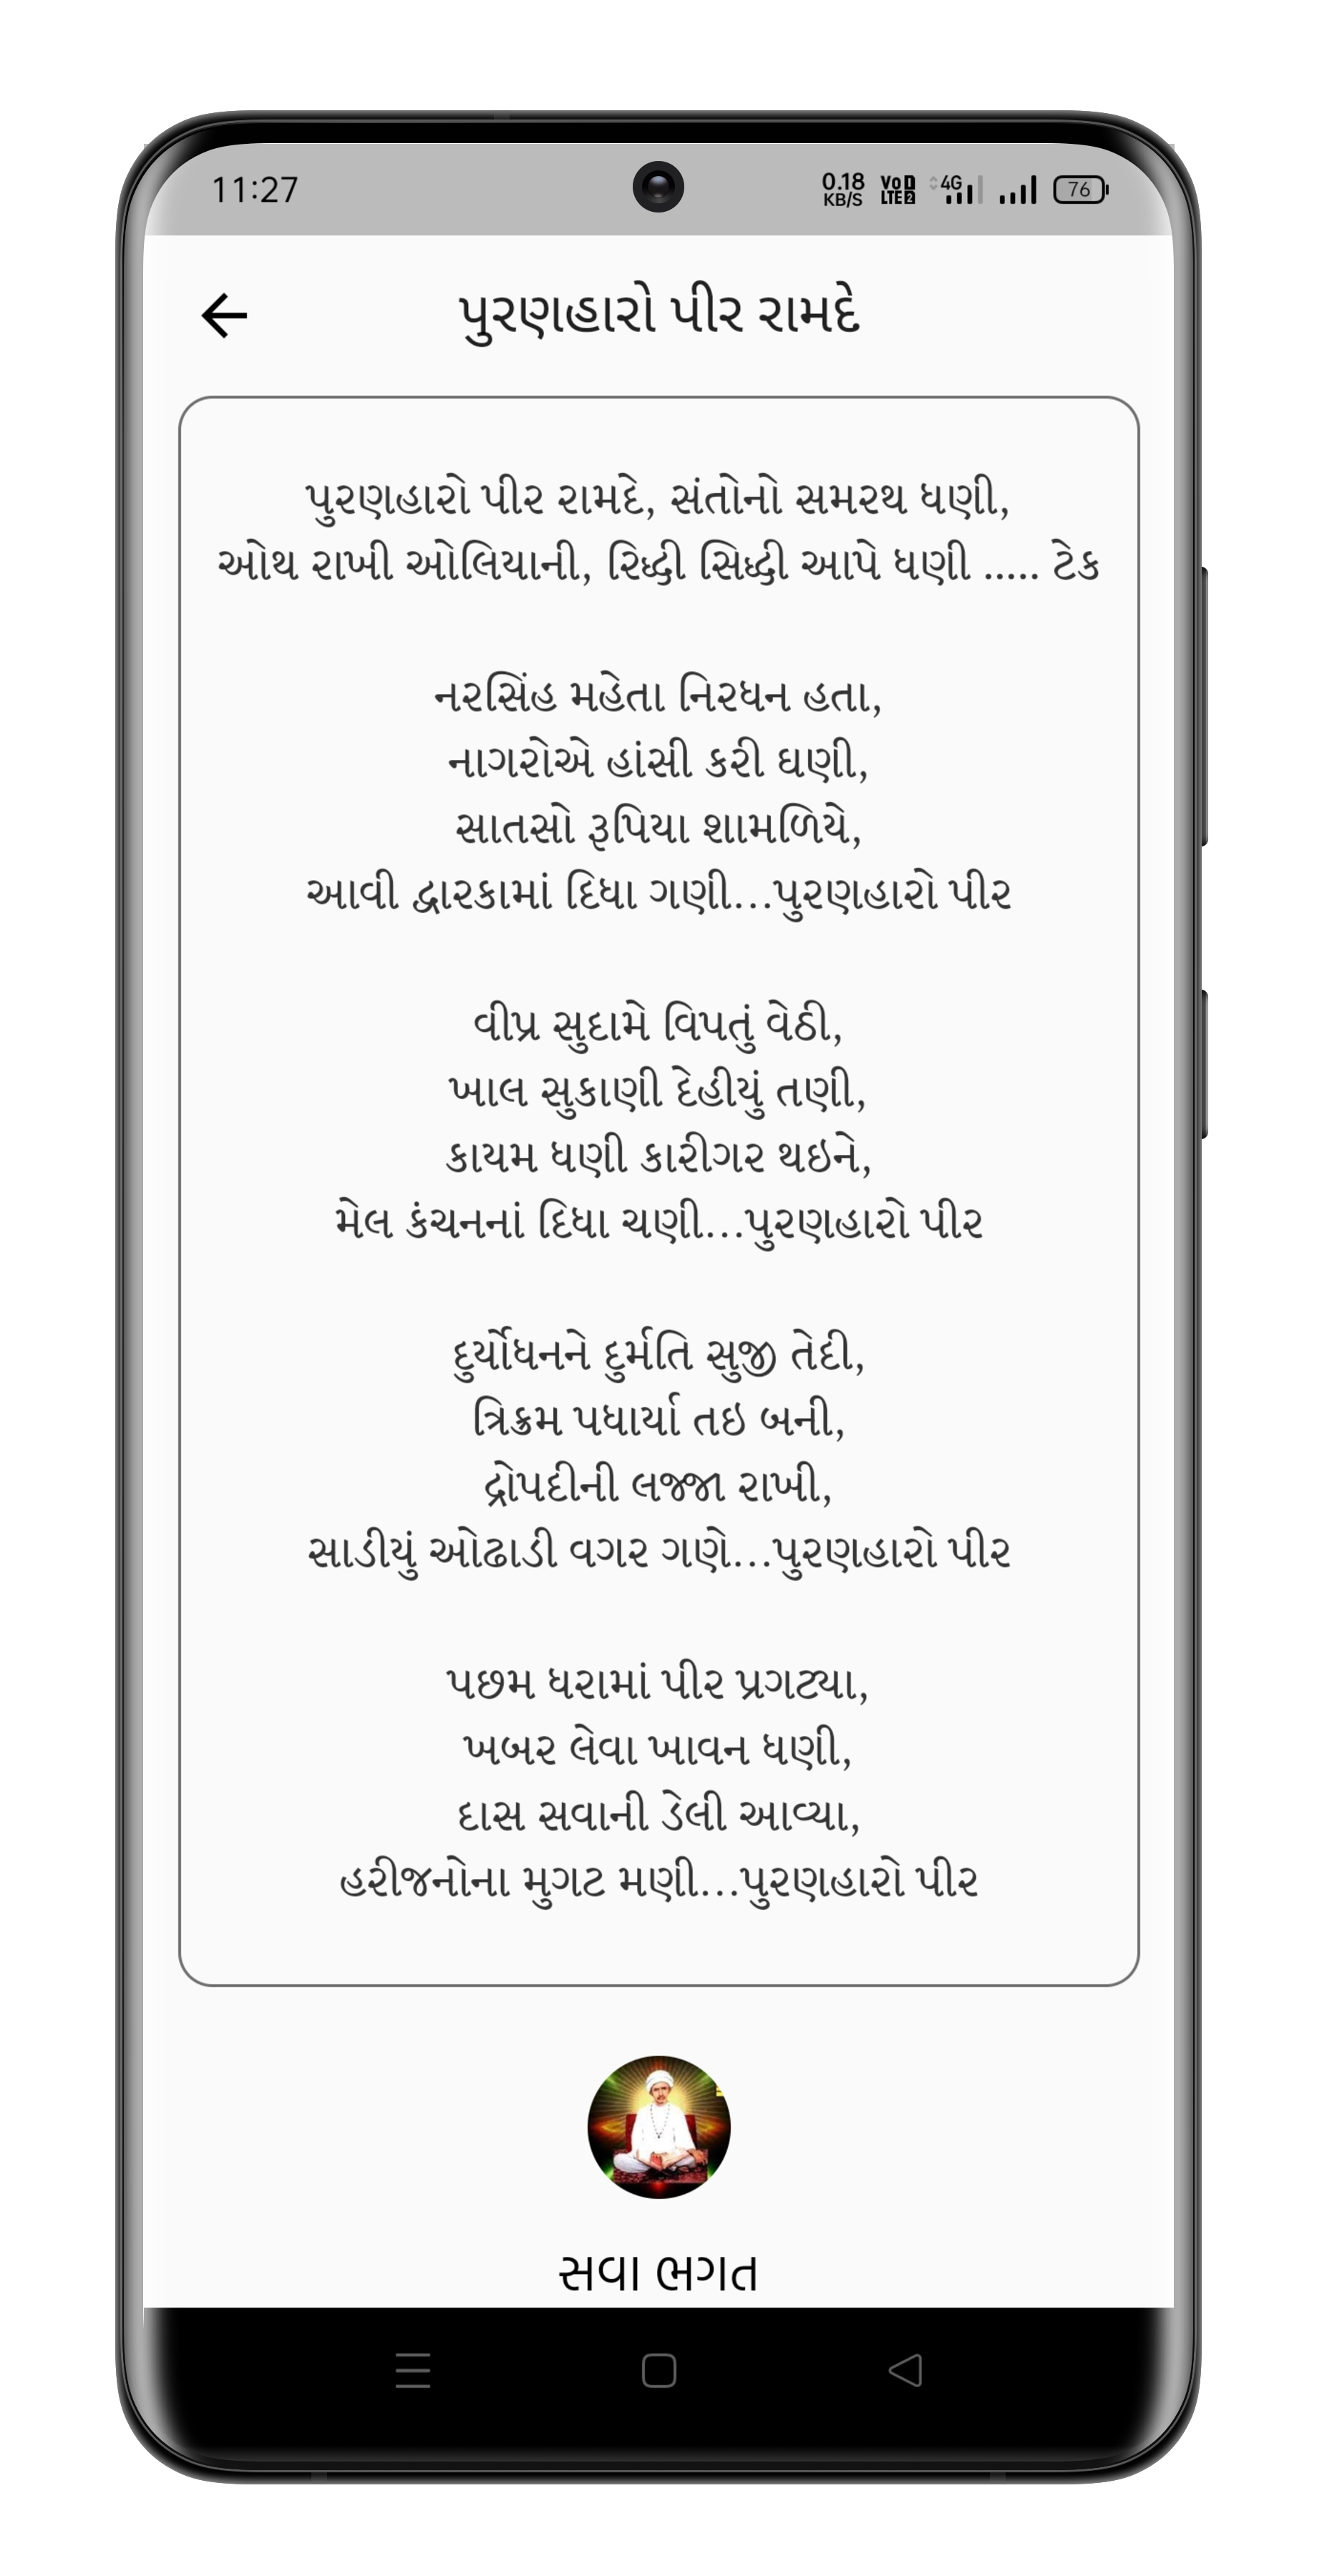 11:27
0.18 KB/S VoD LTE2 4G 76
પુરણહારો પીર રામદે
પુરણહારો પીર રામદે, સંતોનો સમરથ ધણી,
ઓથ રાખી ઓલિયાની, રિદ્ધી સિદ્ધી આપે ધણી ..... ટેક
નરસિંહ મહેતા નિરધન હતા,
નાગરોએ હાંસી કરી ઘણી,
સાતસો રૂપિયા શામળિયે,
આવી દ્વારકામાં દિધા ગણી...પુરણહારો પીર
વીપ્ર સુદામે વિપતું વેઠી,
ખાલ સુકાણી દેહીયું તણી,
કાયમ ધણી કારીગર થઇને,
મેલ કંચનનાં દિધા ચણી...પુરણહારો પીર
દુર્યોધનને દુર્મતિ સુજી તેદી,
ત્રિક્રમ પધાર્યા તઇ બની,
દ્રોપદીની લજ્જા રાખી,
સાડીયું ઓઢાડી વગર ગણે...પુરણહારો પીર
પછમ ધરામાં પીર પ્રગટ્યા,
ખબર લેવા ખાવન ધણી,
દાસ સવાની ડેલી આવ્યા,
હરીજનોના મુગટ મણી...પુરણહારો પીર
સવા ભગત